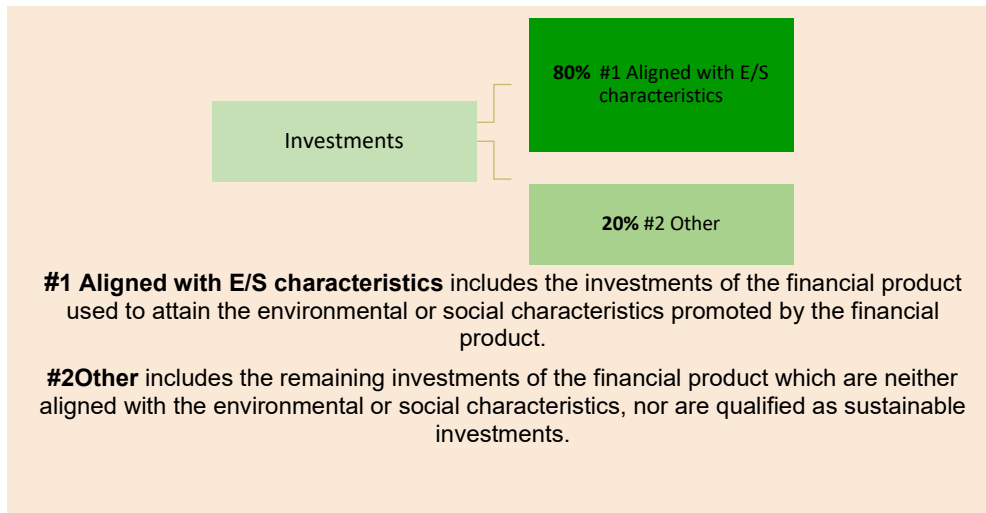 80% #1 Aligned with E/S
characteristics
Investments
20% #2 Other
#1 Aligned with E/S characteristics includes the investments of the financial product
used to attain the environmental or social characteristics promoted by the financial
product.
#2Other includes the remaining investments of the financial product which are neither
aligned with the environmental or social characteristics, nor are qualified as sustainable
investments.